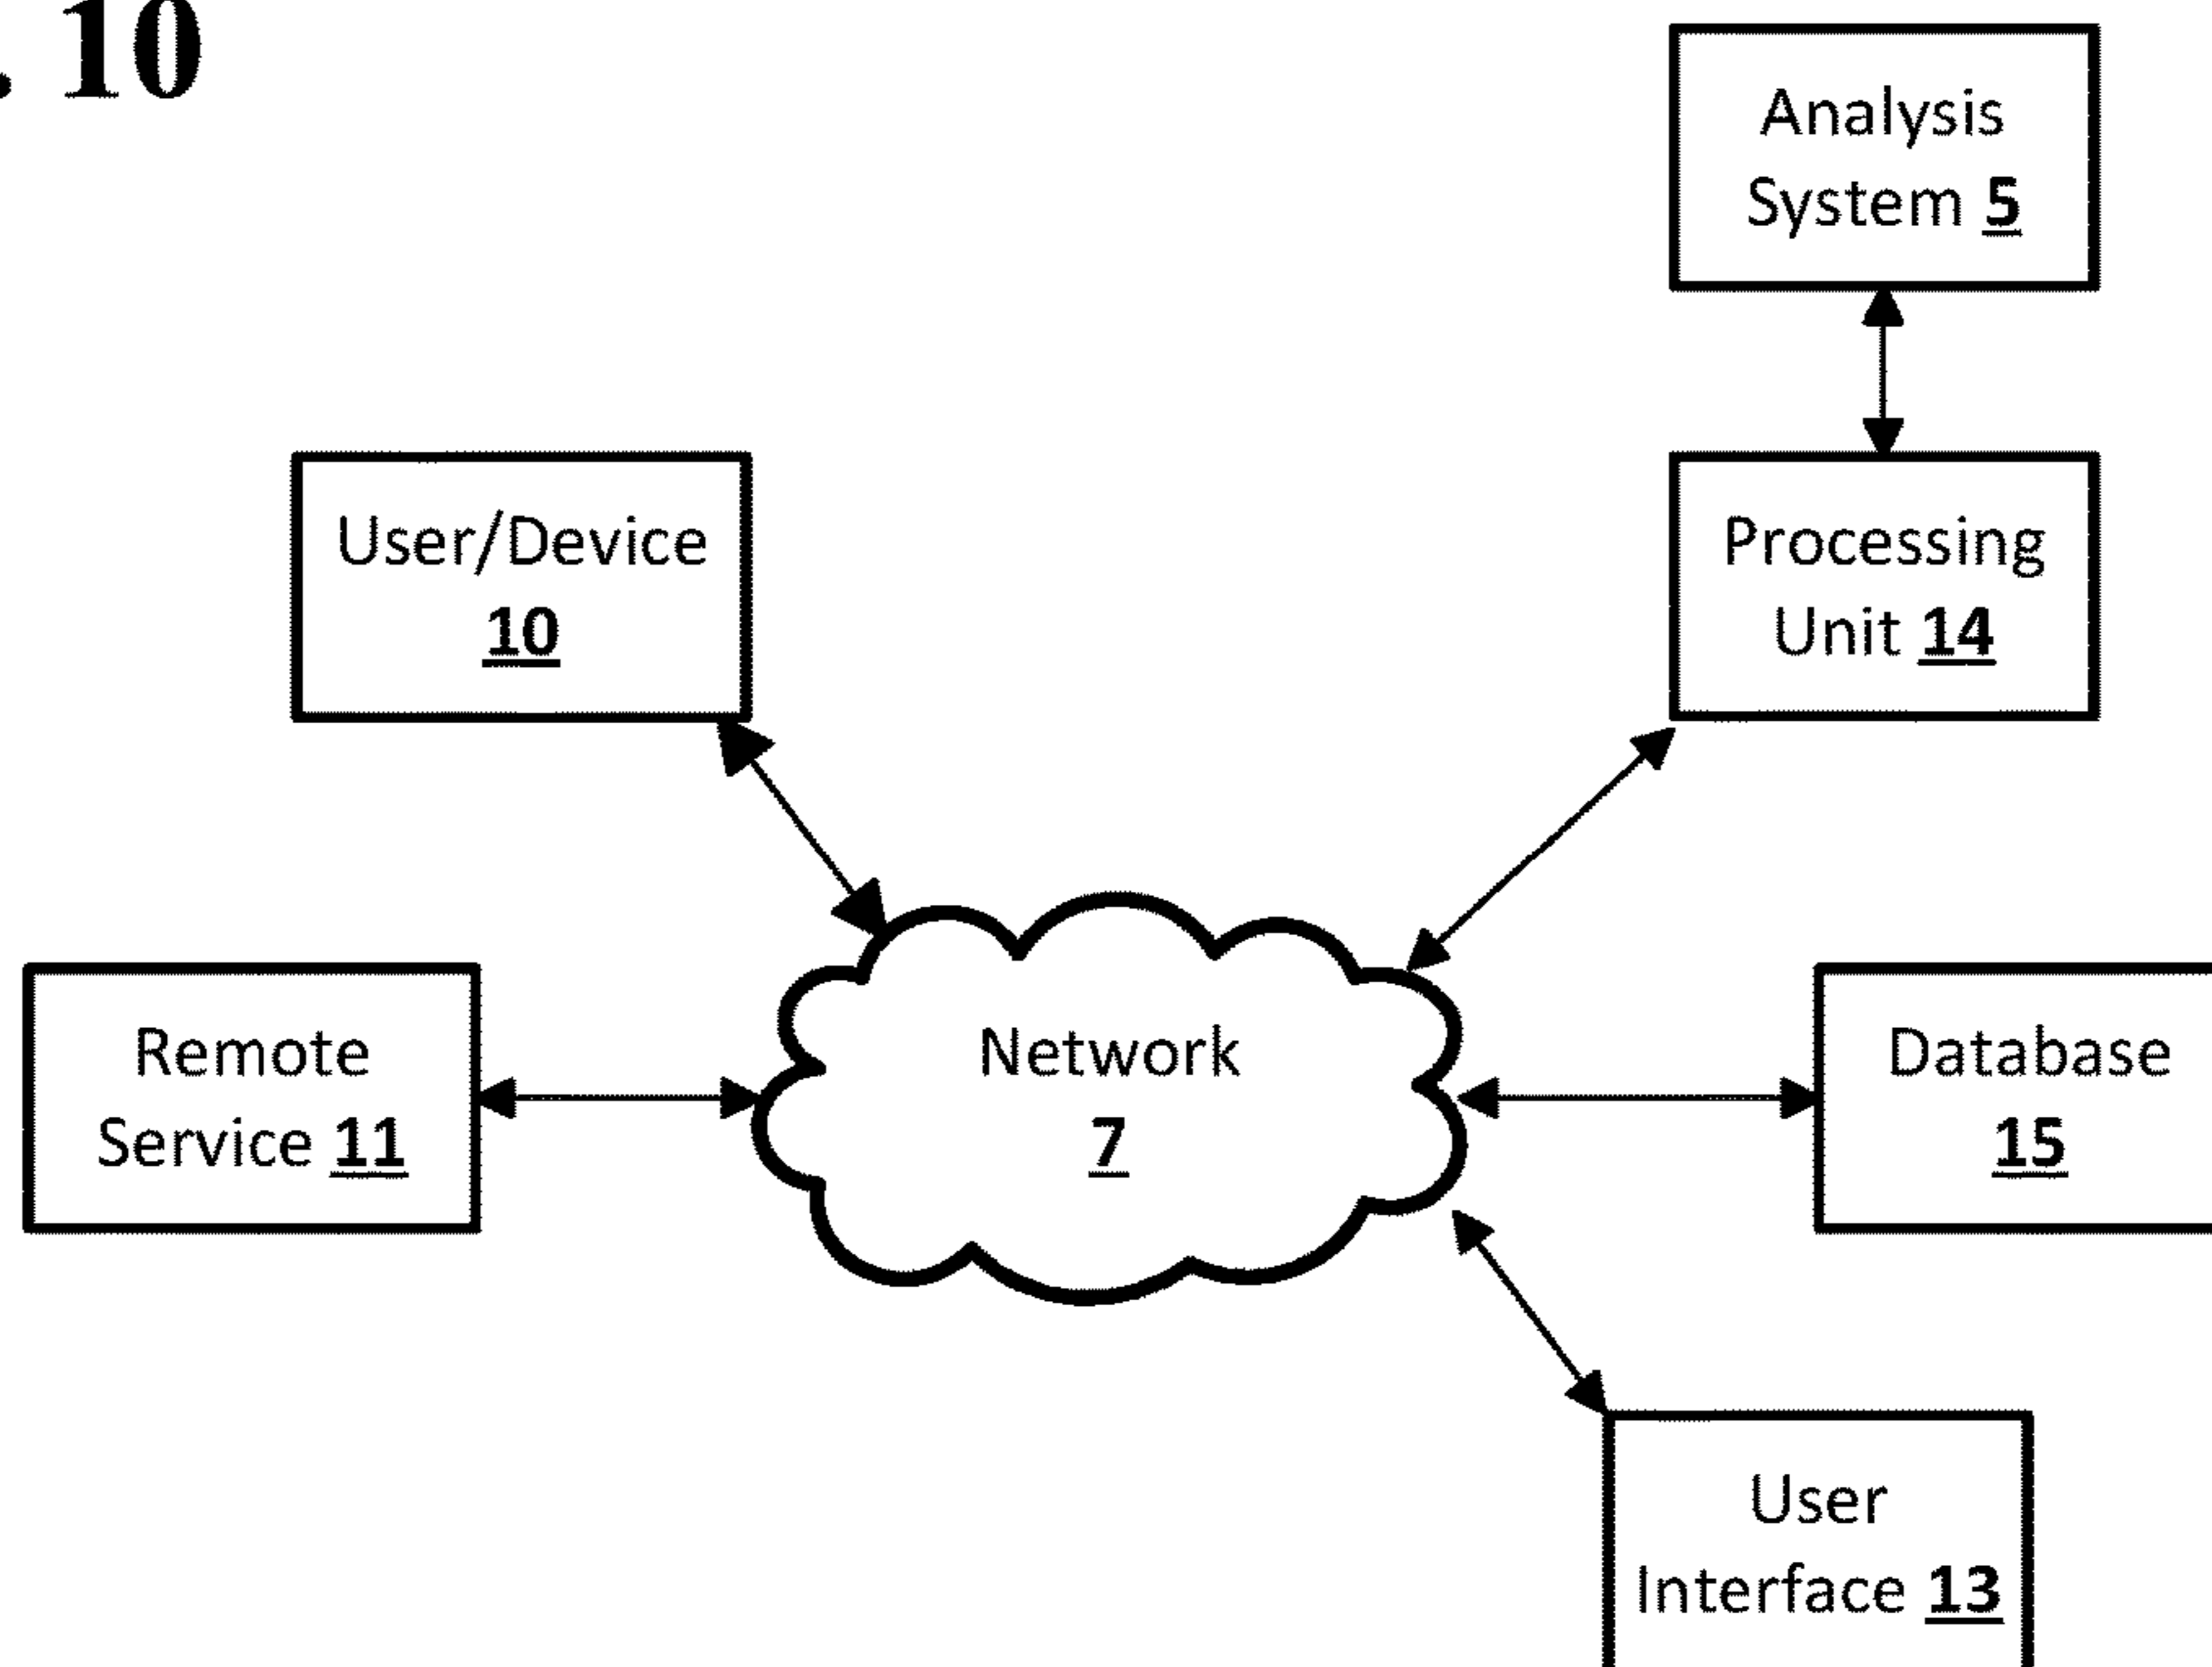 . 10
Analysis
System 5
User/Device
10
Processing
Unit 14
Remote
Service 11
Network
7
Database
15
User
Interface 13